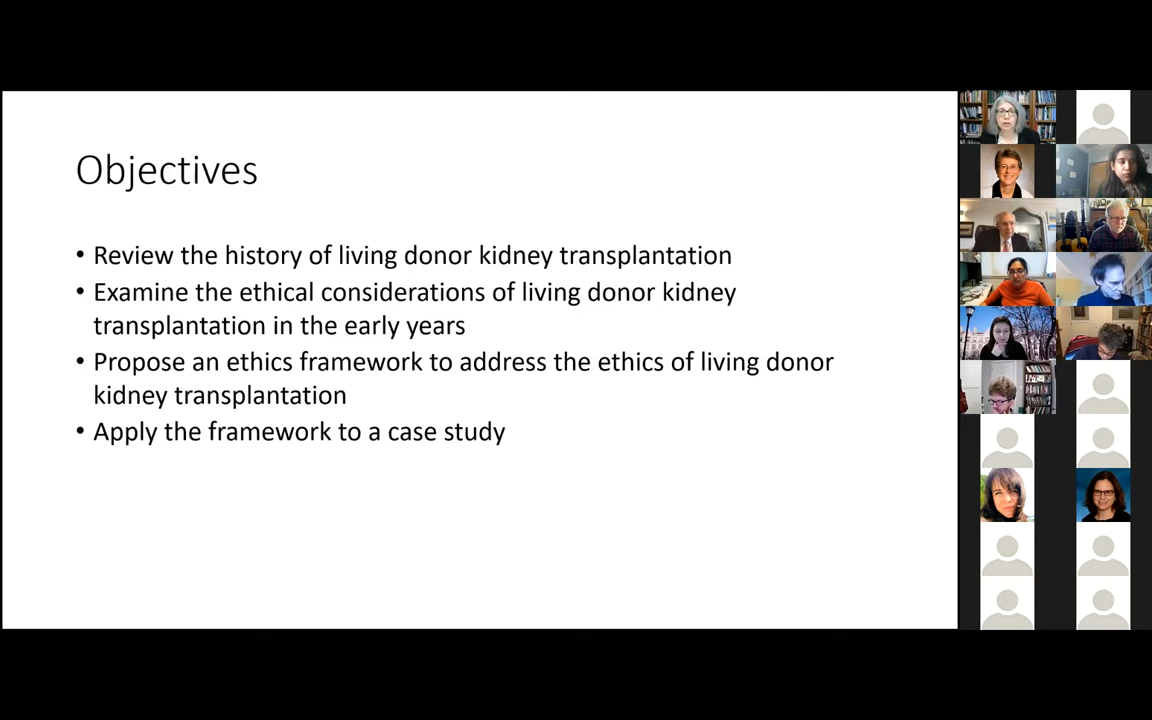 Objectives
• Review the history of living donor kidney transplantation
• Examine the ethical considerations of living donor kidney
transplantation in the early years
• Propose an ethics framework to address the ethics of living donor
kidney transplantation
• Apply the framework to a case study